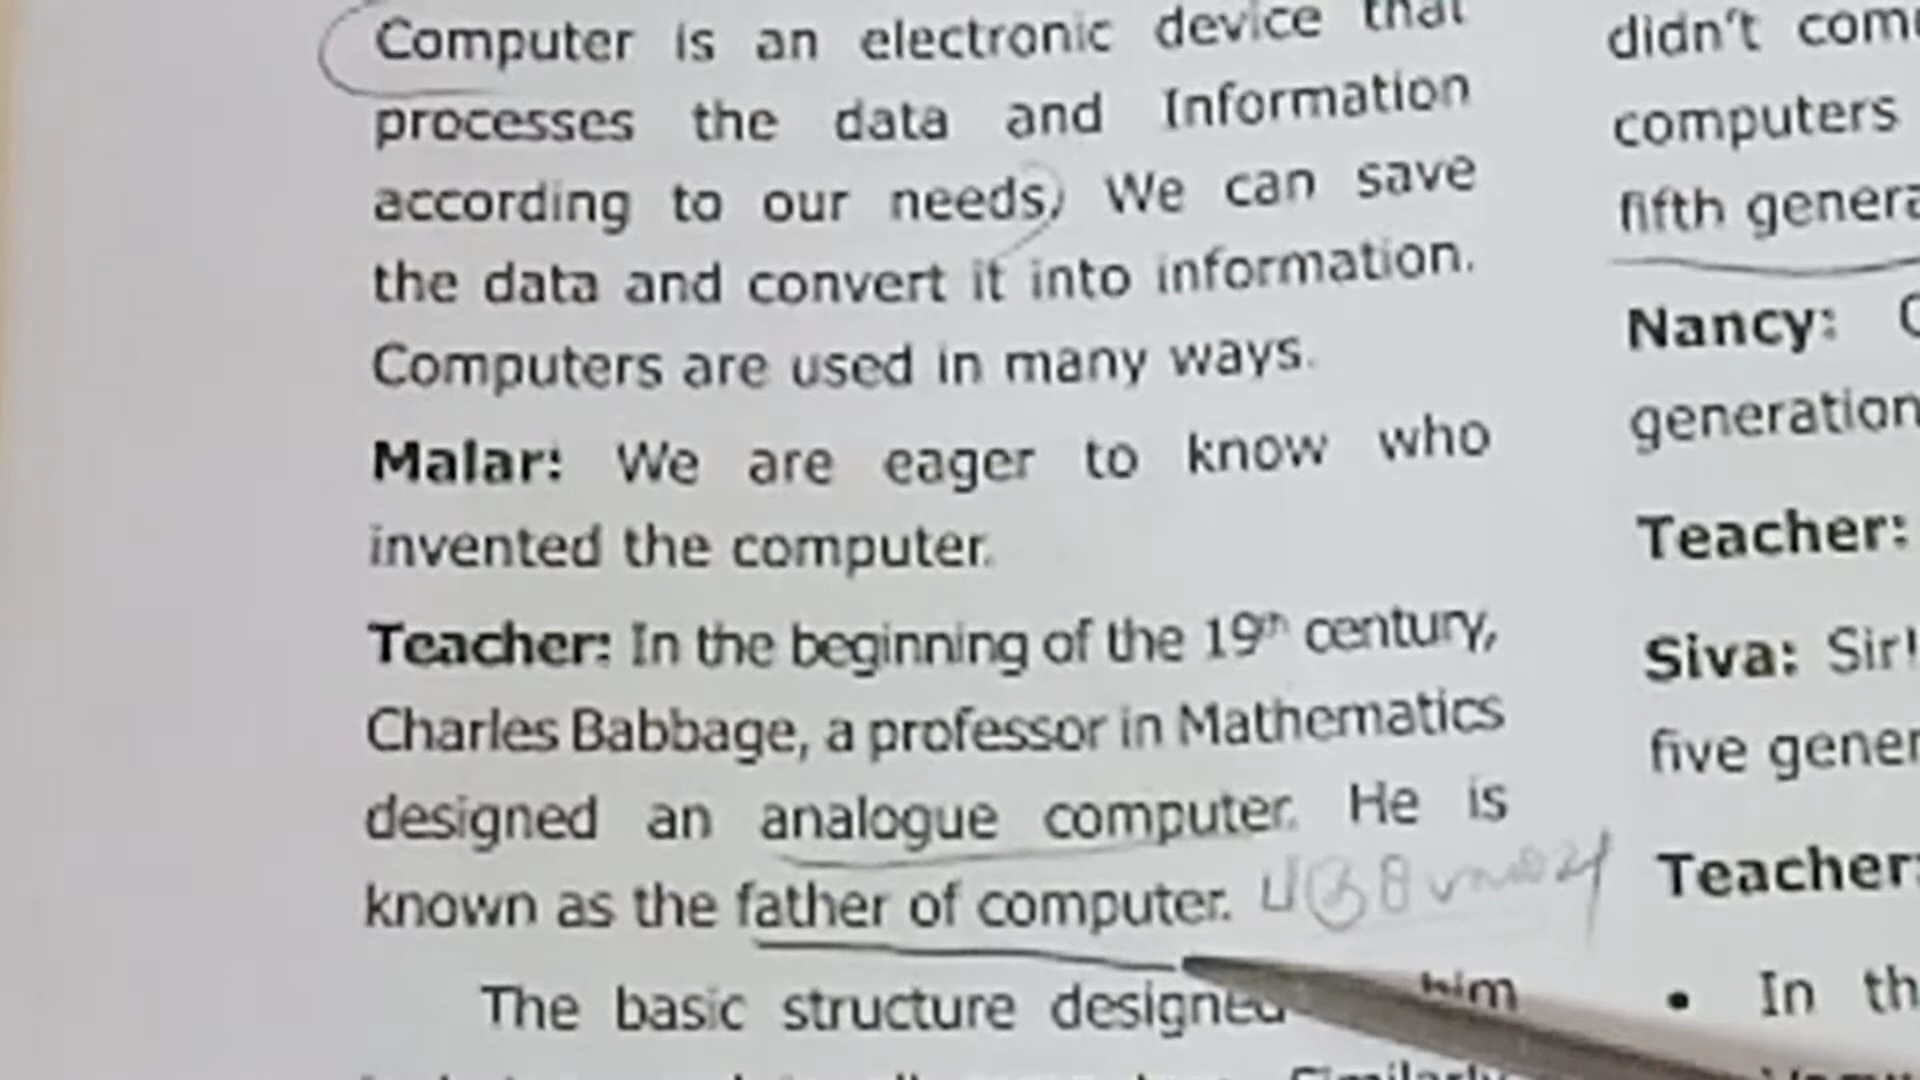 Computer is an electronic device that
processes the data and Information
according to our needs. We can save
the data and convert it into information.
Computers are used in many ways.
Malar: We are eager to know who
invented the computer.
Teacher: In the beginning of the 19th century,
Charles Babbage, a professor in Mathematics
designed an analogue computer. He is
known as the father of computer.
The basic structure designed him
Similarly
didn't
computers
fifth
Nancy:
generation
Teacher:
Siva: Sir!
five
Teacher:
• In